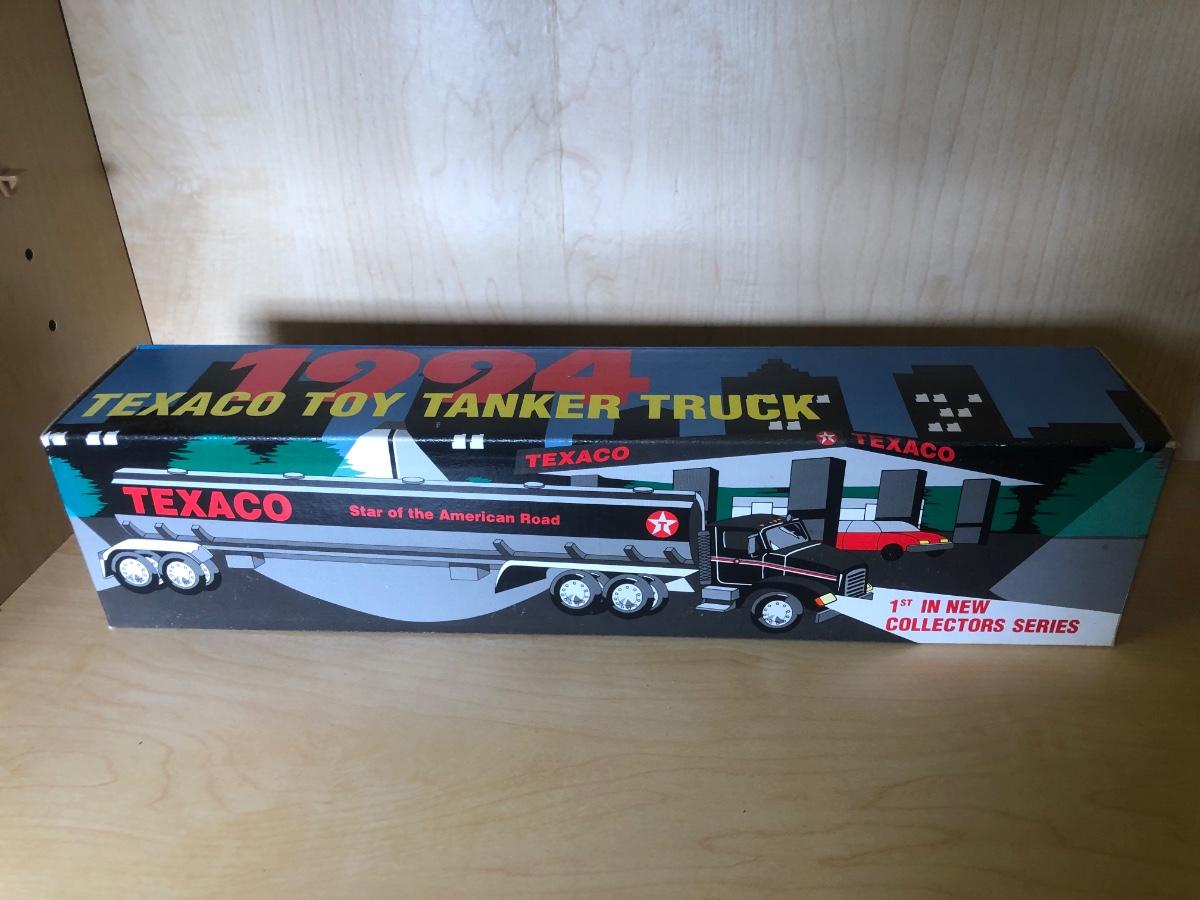 1994
TEXACO TOY TANKER TRUCK
TEXACO
TEXACO
TEXACO
Star of the American Road
T
1ST IN NEW
COLLECTORS SERIES